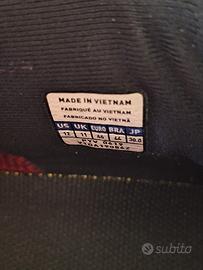 MADE IN VIETNAM
FABRIQUÉ AU VIETNAM
FABRICADO NO VIETNÃ
US UK EURO BRA JP
12 11 46 44 30.0
subito